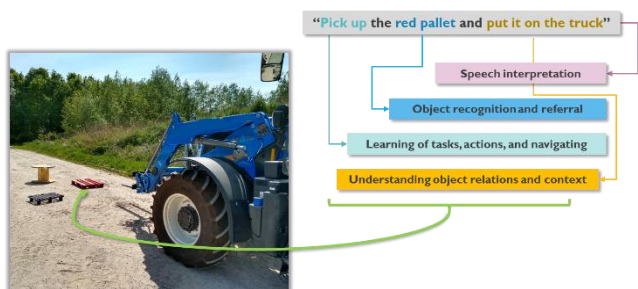 “Pick up the red pallet and put it on the truck”
Speech interpretation
Object recognition and referral
Learning of tasks, actions, and navigating
Understanding object relations and context